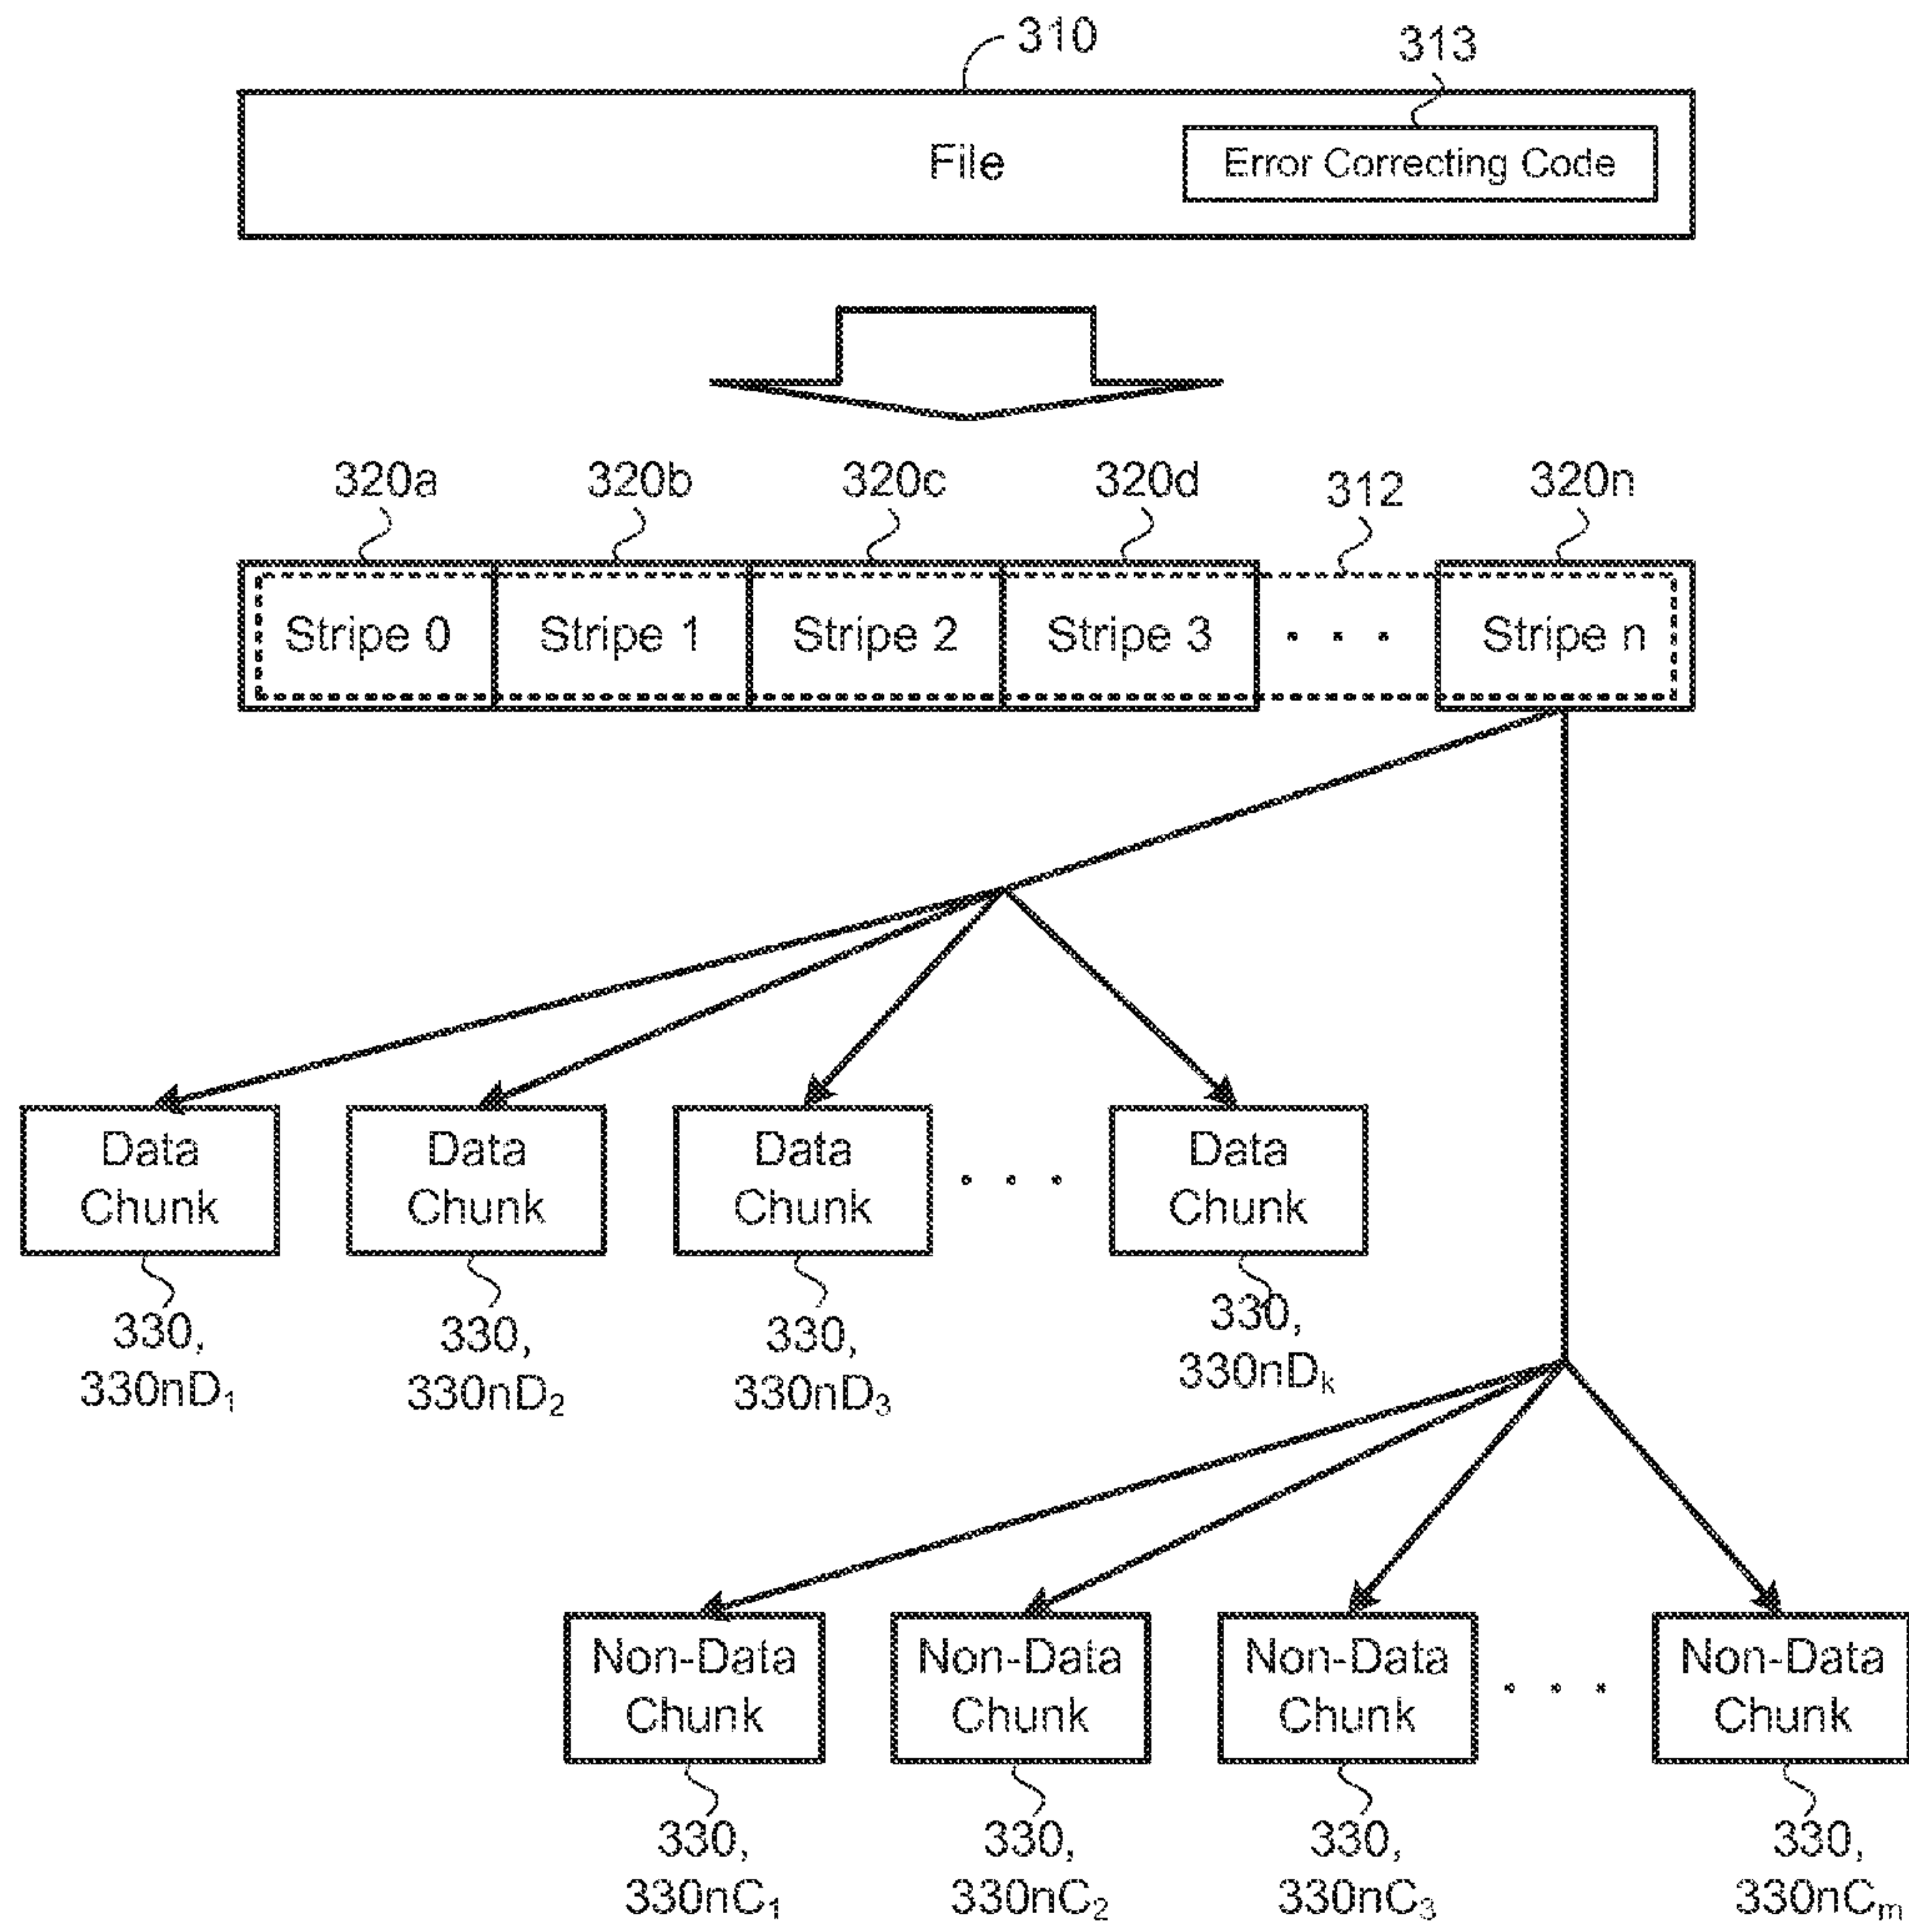 310
313
File
Error Correcting Code
320a 320b 320c 320d 312 320n
Stripe 0 Stripe 1 Stripe 2 Stripe 3 . . . Stripe n
Data Data Data Data
Chunk Chunk Chunk . . . Chunk
330, 330, 330, 330,
330nD₁ 330nD₂ 330nD₃ 330nDₖ
Non-Data Non-Data Non-Data Non-Data
Chunk Chunk Chunk . . . Chunk
330, 330, 330, 330,
330nC₁ 330nC₂ 330nC₃ 330nCₘ